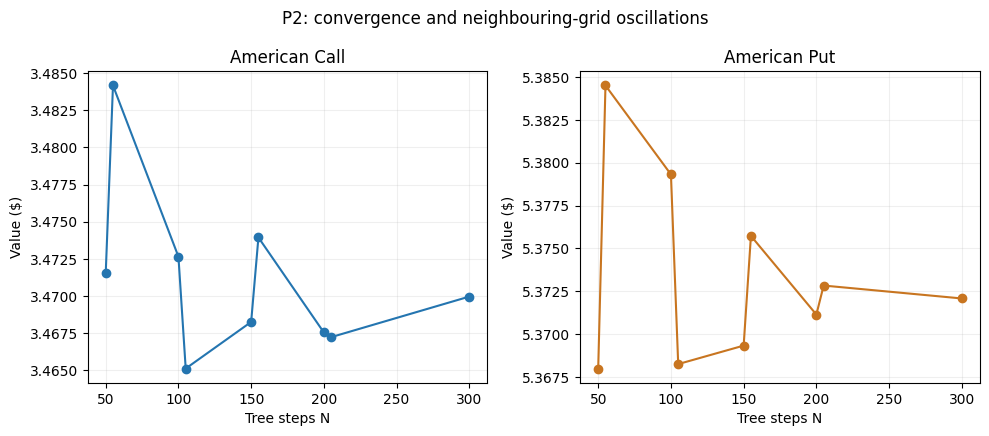 P2: convergence and neighbouring-grid oscillations
American Call
3.4850
3.4825
3.4800
3.4775
3.4750
3.4725
3.4700
3.4675
3.4650
Value ($)
50 100 150 200 250 300
Tree steps N
American Put
5.3850
5.3825
5.3800
5.3775
5.3750
5.3725
5.3700
5.3675
Value ($)
50 100 150 200 250 300
Tree steps N